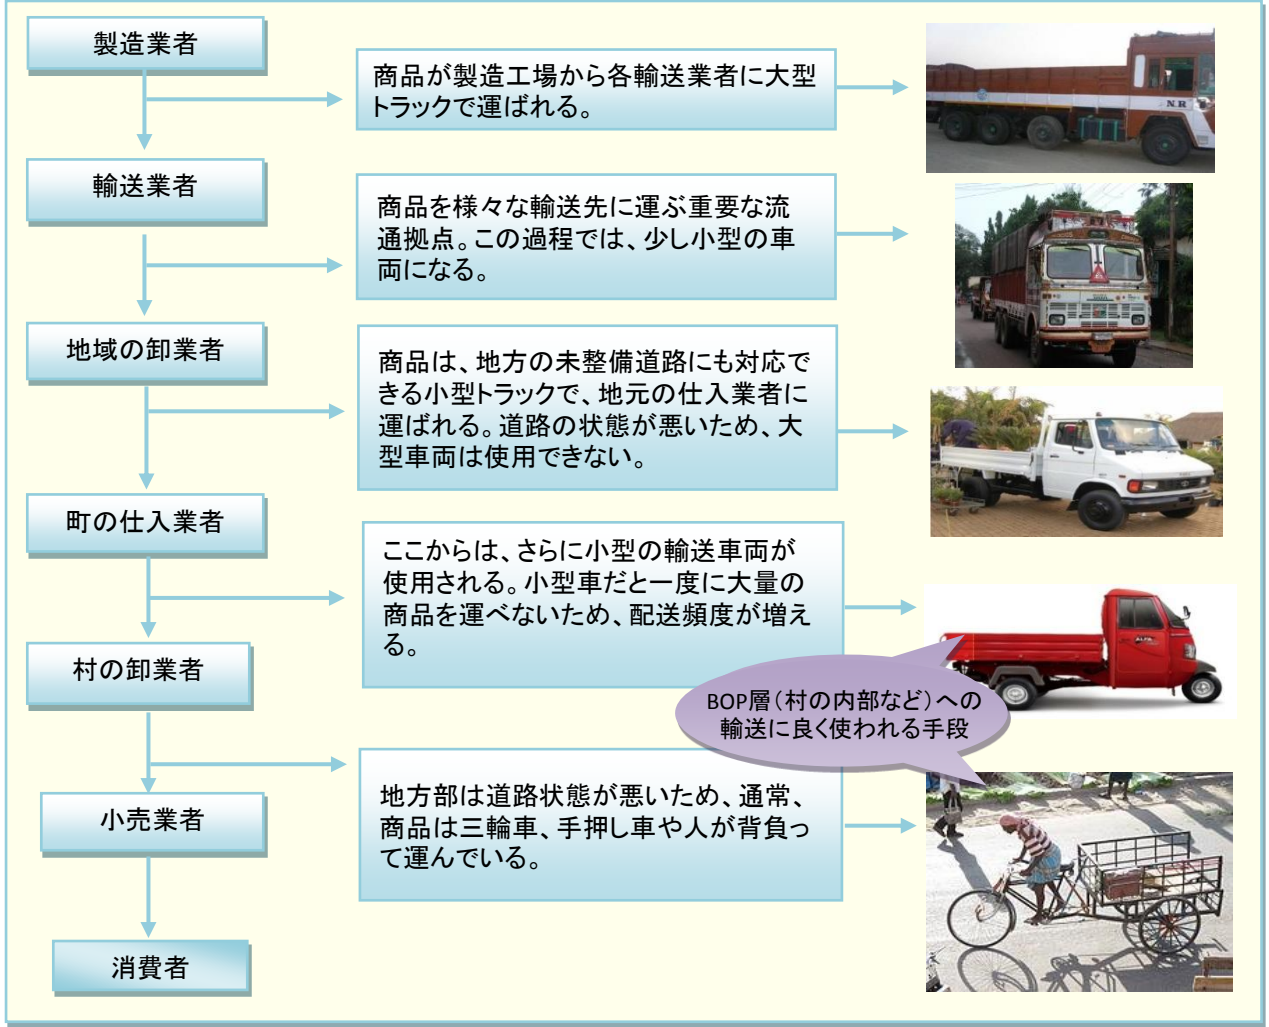 製造業者
商品が製造工場から各輸送業者に大型
トラックで運ばれる。
N.R
輸送業者
商品を様々な輸送先に運ぶ重要な流
通拠点。この過程では、少し小型の車
両になる。
地域の卸業者
商品は、地方の未整備道路にも対応で
きる小型トラックで、地元の仕入業者に
運ばれる。道路の状態が悪いため、大
型車両は使用できない。
町の仕入業者
ここからは、さらに小型の輸送車両が
使用される。小型車だと一度に大量の
商品を運べないため、配送頻度が増え
る。
村の卸業者
BOP層(村の内部など)への
輸送に良く使われる手段
地方部は道路状態が悪いため、通常、
商品は三輪車、手押し車や人が背負っ
て運んでいる。
小売業者
消費者